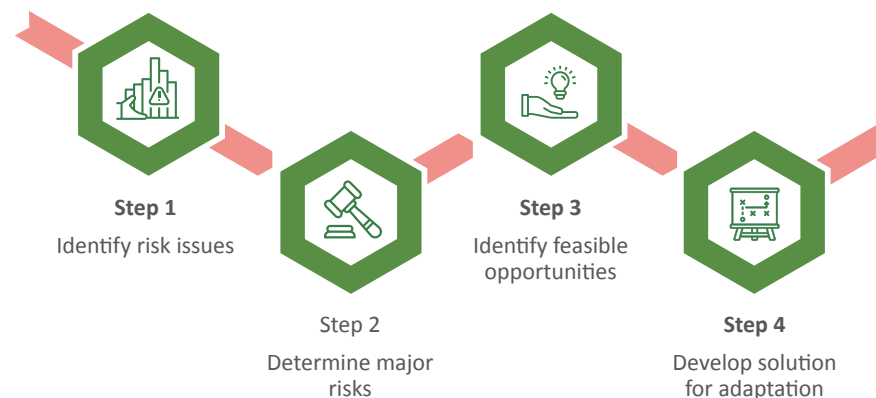 Step 1
Identify risk issues
Step 2
Determine major
risks
Step 3
Identify feasible
opportunities
Step 4
Develop solution
for adaptation